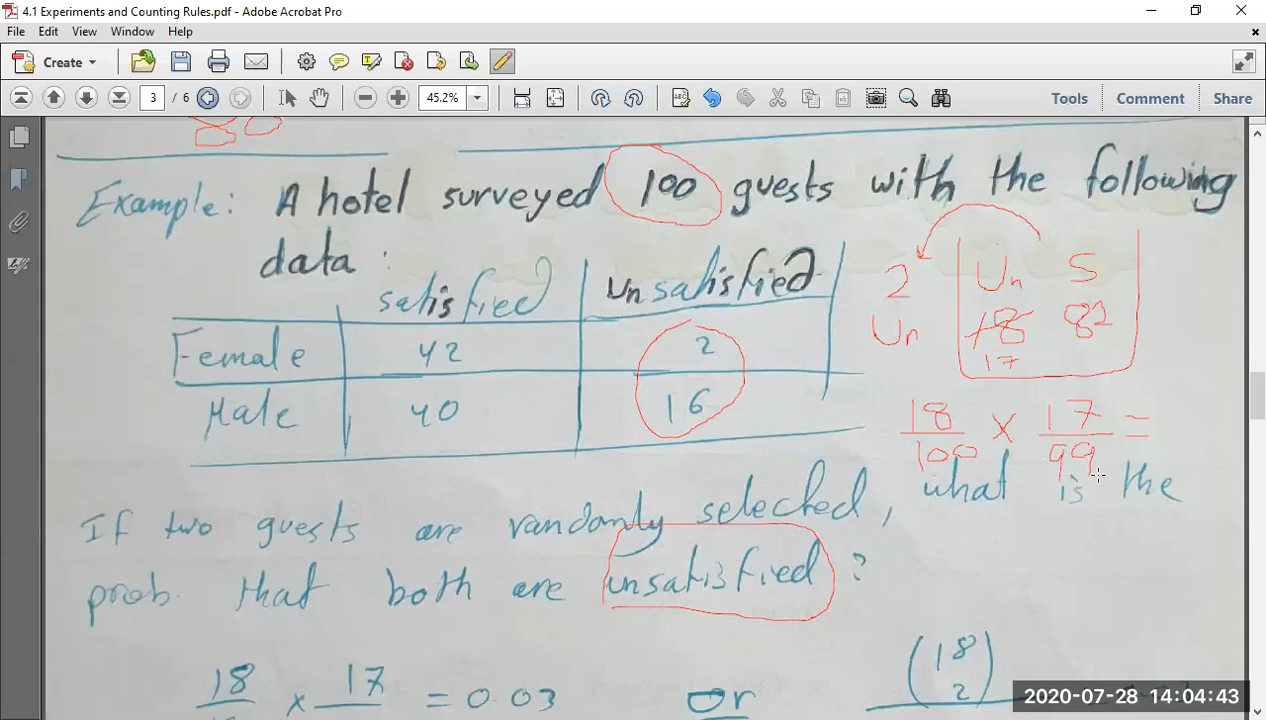 4.1 Experiments and Counting Rules.pdf - Adobe Acrobat Pro
File Edit View Window Help
Create
3 / 6 45.2% Tools Comment Share
80
Example: A hotel surveyed 100 guests with the following
data:
satisfied Unsatisfied
Female 42 2
Male 40 16
2 Un S
Un 18 82
17
18 × 17 =
100 99
If two guests are randomly selected, what is the
prob. that both are unsatisfied?
18 × 17 = 0.03 or (18
2)
2020-07-28 14:04:43